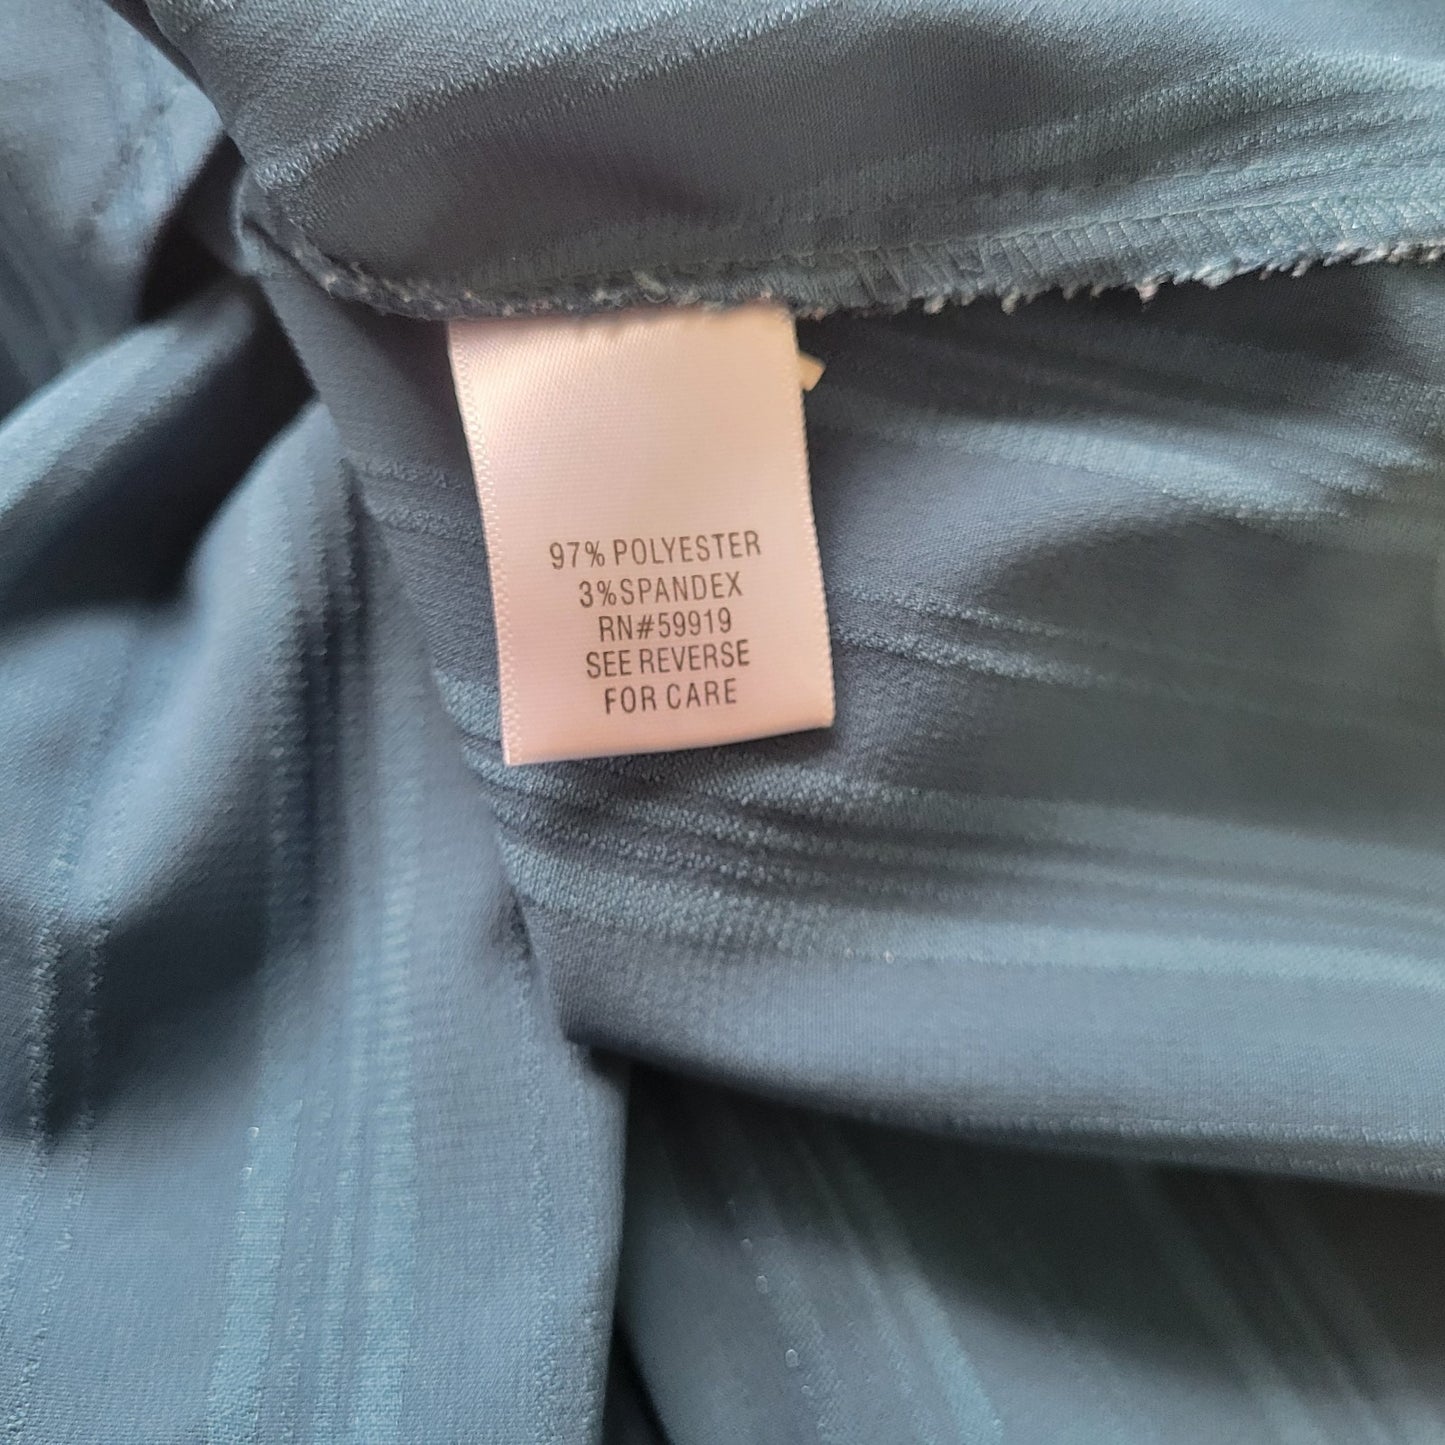 97% POLYESTER
3%SPANDEX
RN#59919
SEE REVERSE
FOR CARE